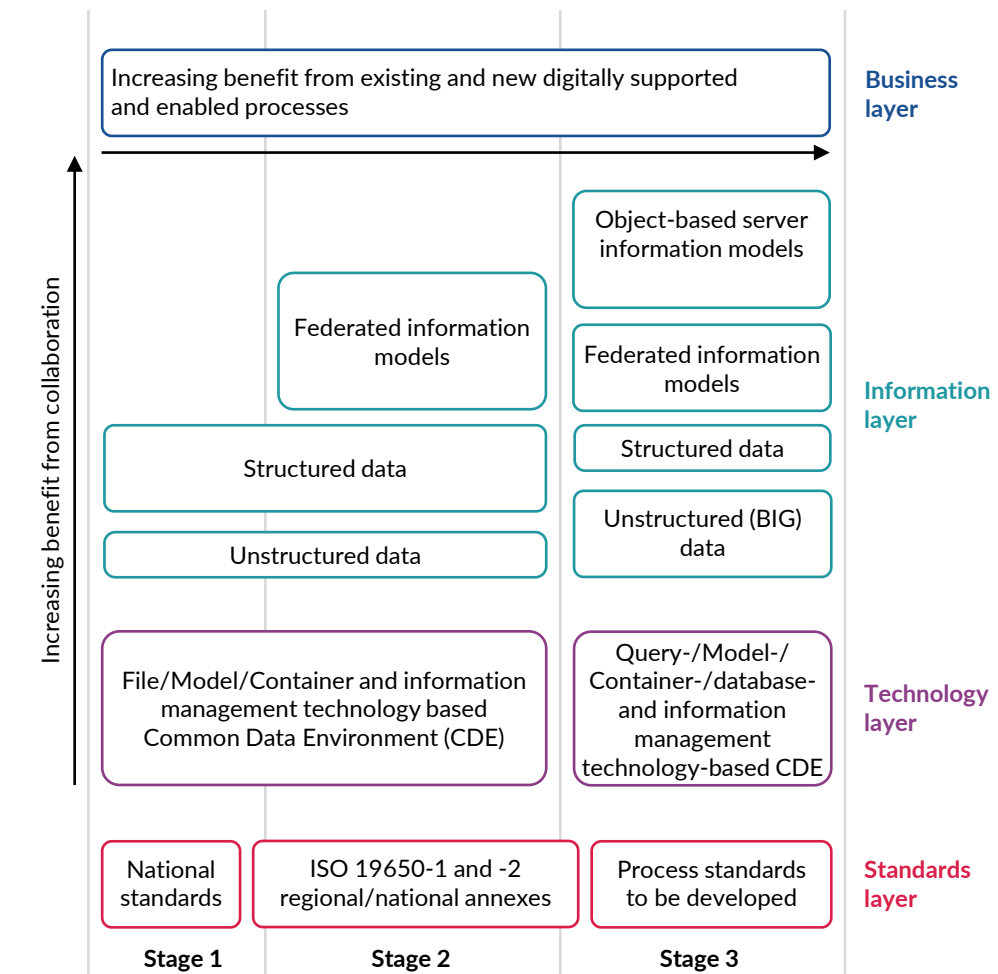 Increasing benefit from existing and new digitally supported
and enabled processes
Business
layer
Increasing benefit from collaboration
Object-based server
information models
Federated information
models
Federated information
models
Information
layer
Structured data
Structured data
Unstructured data
Unstructured (BIG)
data
File/Model/Container and information
management technology based
Common Data Environment (CDE)
Query-/Model-/
Container-/database-
and information
management
technology-based CDE
Technology
layer
National
standards
ISO 19650-1 and -2
regional/national annexes
Process standards
to be developed
Standards
layer
Stage 1
Stage 2
Stage 3